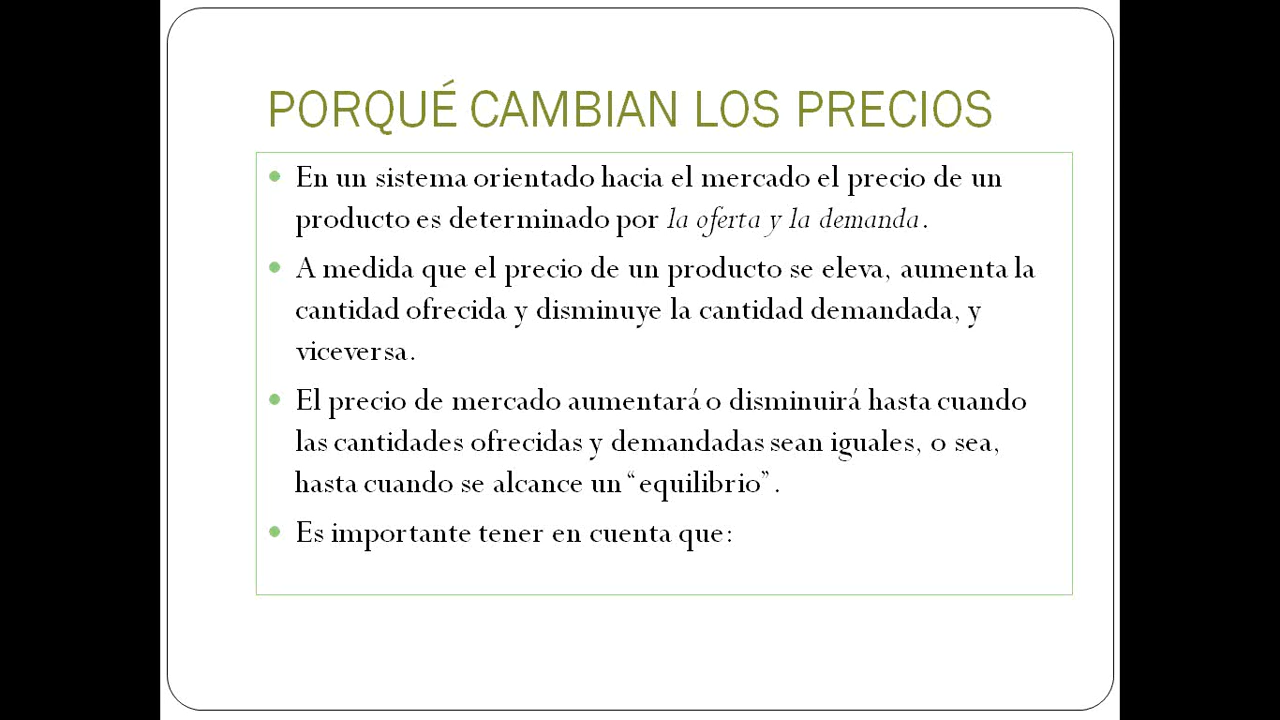 PORQUÉ CAMBIAN LOS PRECIOS
En un sistema orientado hacia el mercado el precio de un
producto es determinado por la oferta y la demanda.
A medida que el precio de un producto se eleva, aumenta la
cantidad ofrecida y disminuye la cantidad demandada, y
viceversa.
El precio de mercado aumentará o disminuirá hasta cuando
las cantidades ofrecidas y demandadas sean iguales, o sea,
hasta cuando se alcance un “equilibrio”.
Es importante tener en cuenta que: